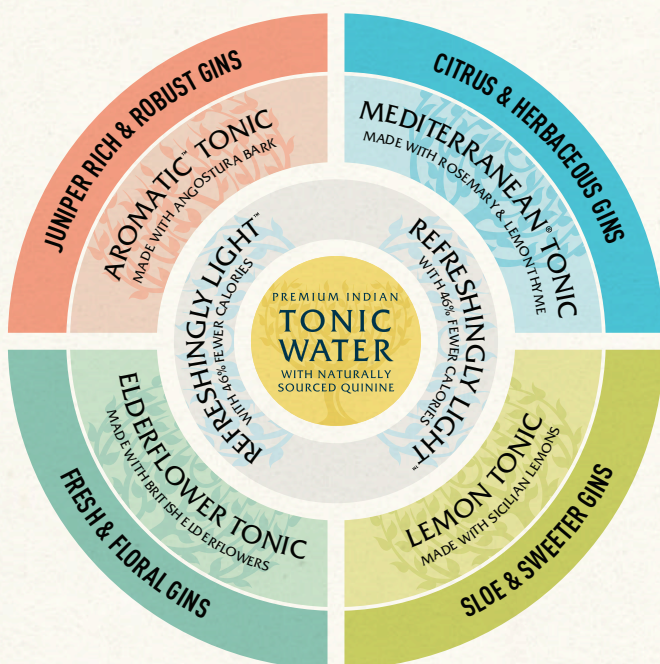 JUNIPER RICH & ROBUST GINS
AROMATIC™ TONIC
MADE WITH ANGOSTURA BARK
CITRUS & HERBACEOUS GINS
MEDITERRANEAN® TONIC
MADE WITH ROSEMARY & LEMONTHYME
REFRESHINGLY LIGHT™
WITH 46% FEWER CALORIES
PREMIUM INDIAN
TONIC
WATER
WITH NATURALLY
SOURCED QUININE
REFRESHINGLY LIGHT™
WITH 46% FEWER CALORIES
ELDERFLOWER TONIC
MADE WITH BRITISH ELDERFLOWERS
FRESH & FLORAL GINS
LEMON TONIC
MADE WITH SICILIAN LEMONS
SLOE & SWEETER GINS